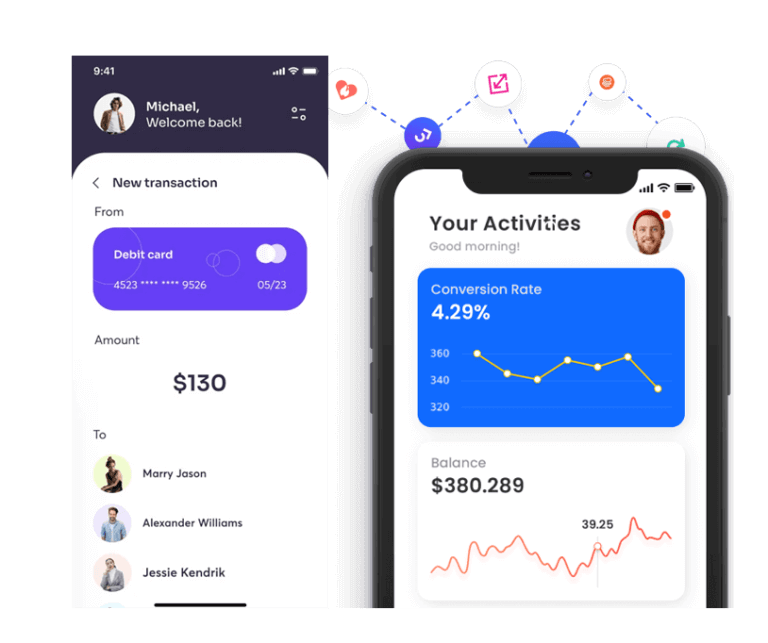 9:41
Michael,
Welcome back!
New transaction
From
Debit card
4523 **** **** 9526 05/23
Amount
$130
To
Marry Jason
Alexander Williams
Jessie Kendrik
Your Activities
Good morning!
Conversion Rate
4.29%
360
340
320
Balance
$380.289
39.25